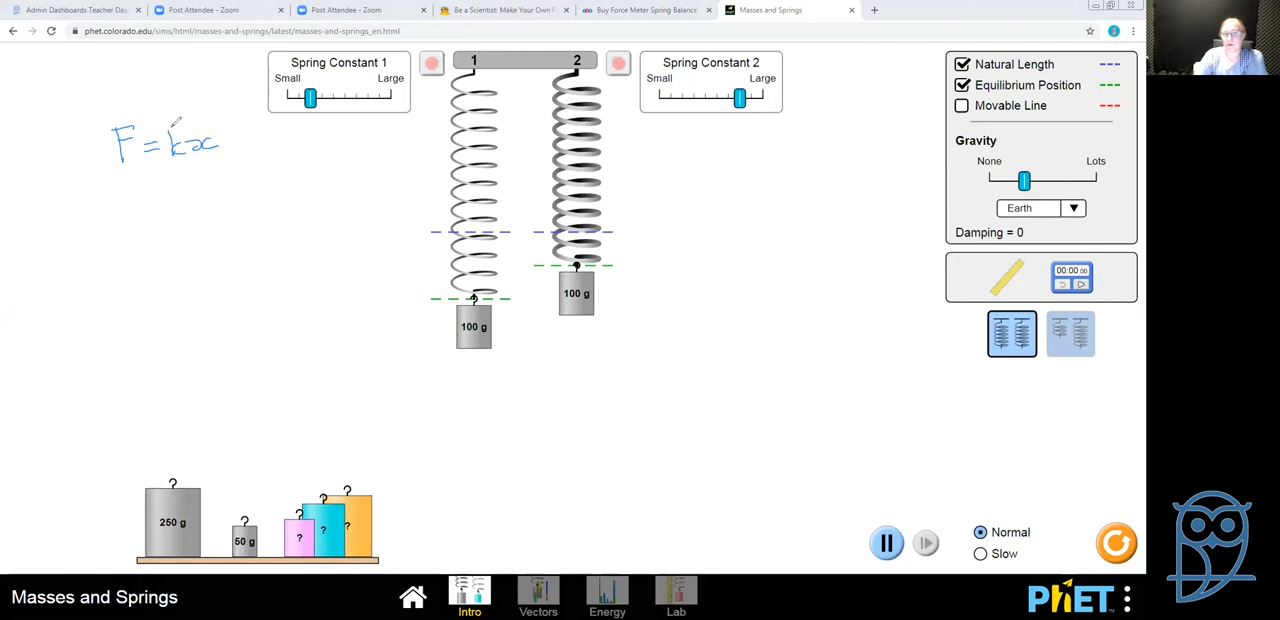 Admin Dashboards Teacher Das
Post Attendee - Zoom
Post Attendee - Zoom
Be a Scientist: Make Your Own F
Buy Force Meter Spring Balance
Masses and Springs
phet.colorado.edu/sims/html/masses-and-springs/latest/masses-and-springs_en.html
Spring Constant 1
Small Large
1 2
Spring Constant 2
Small Large
Natural Length
Equilibrium Position
Movable Line
Gravity
None Lots
Earth
Damping = 0
00:00.00
F = kx
100 g
100 g
250 g
50 g
?
?
?
Normal
Slow
Masses and Springs
Intro
Vectors
Energy
Lab
PhET